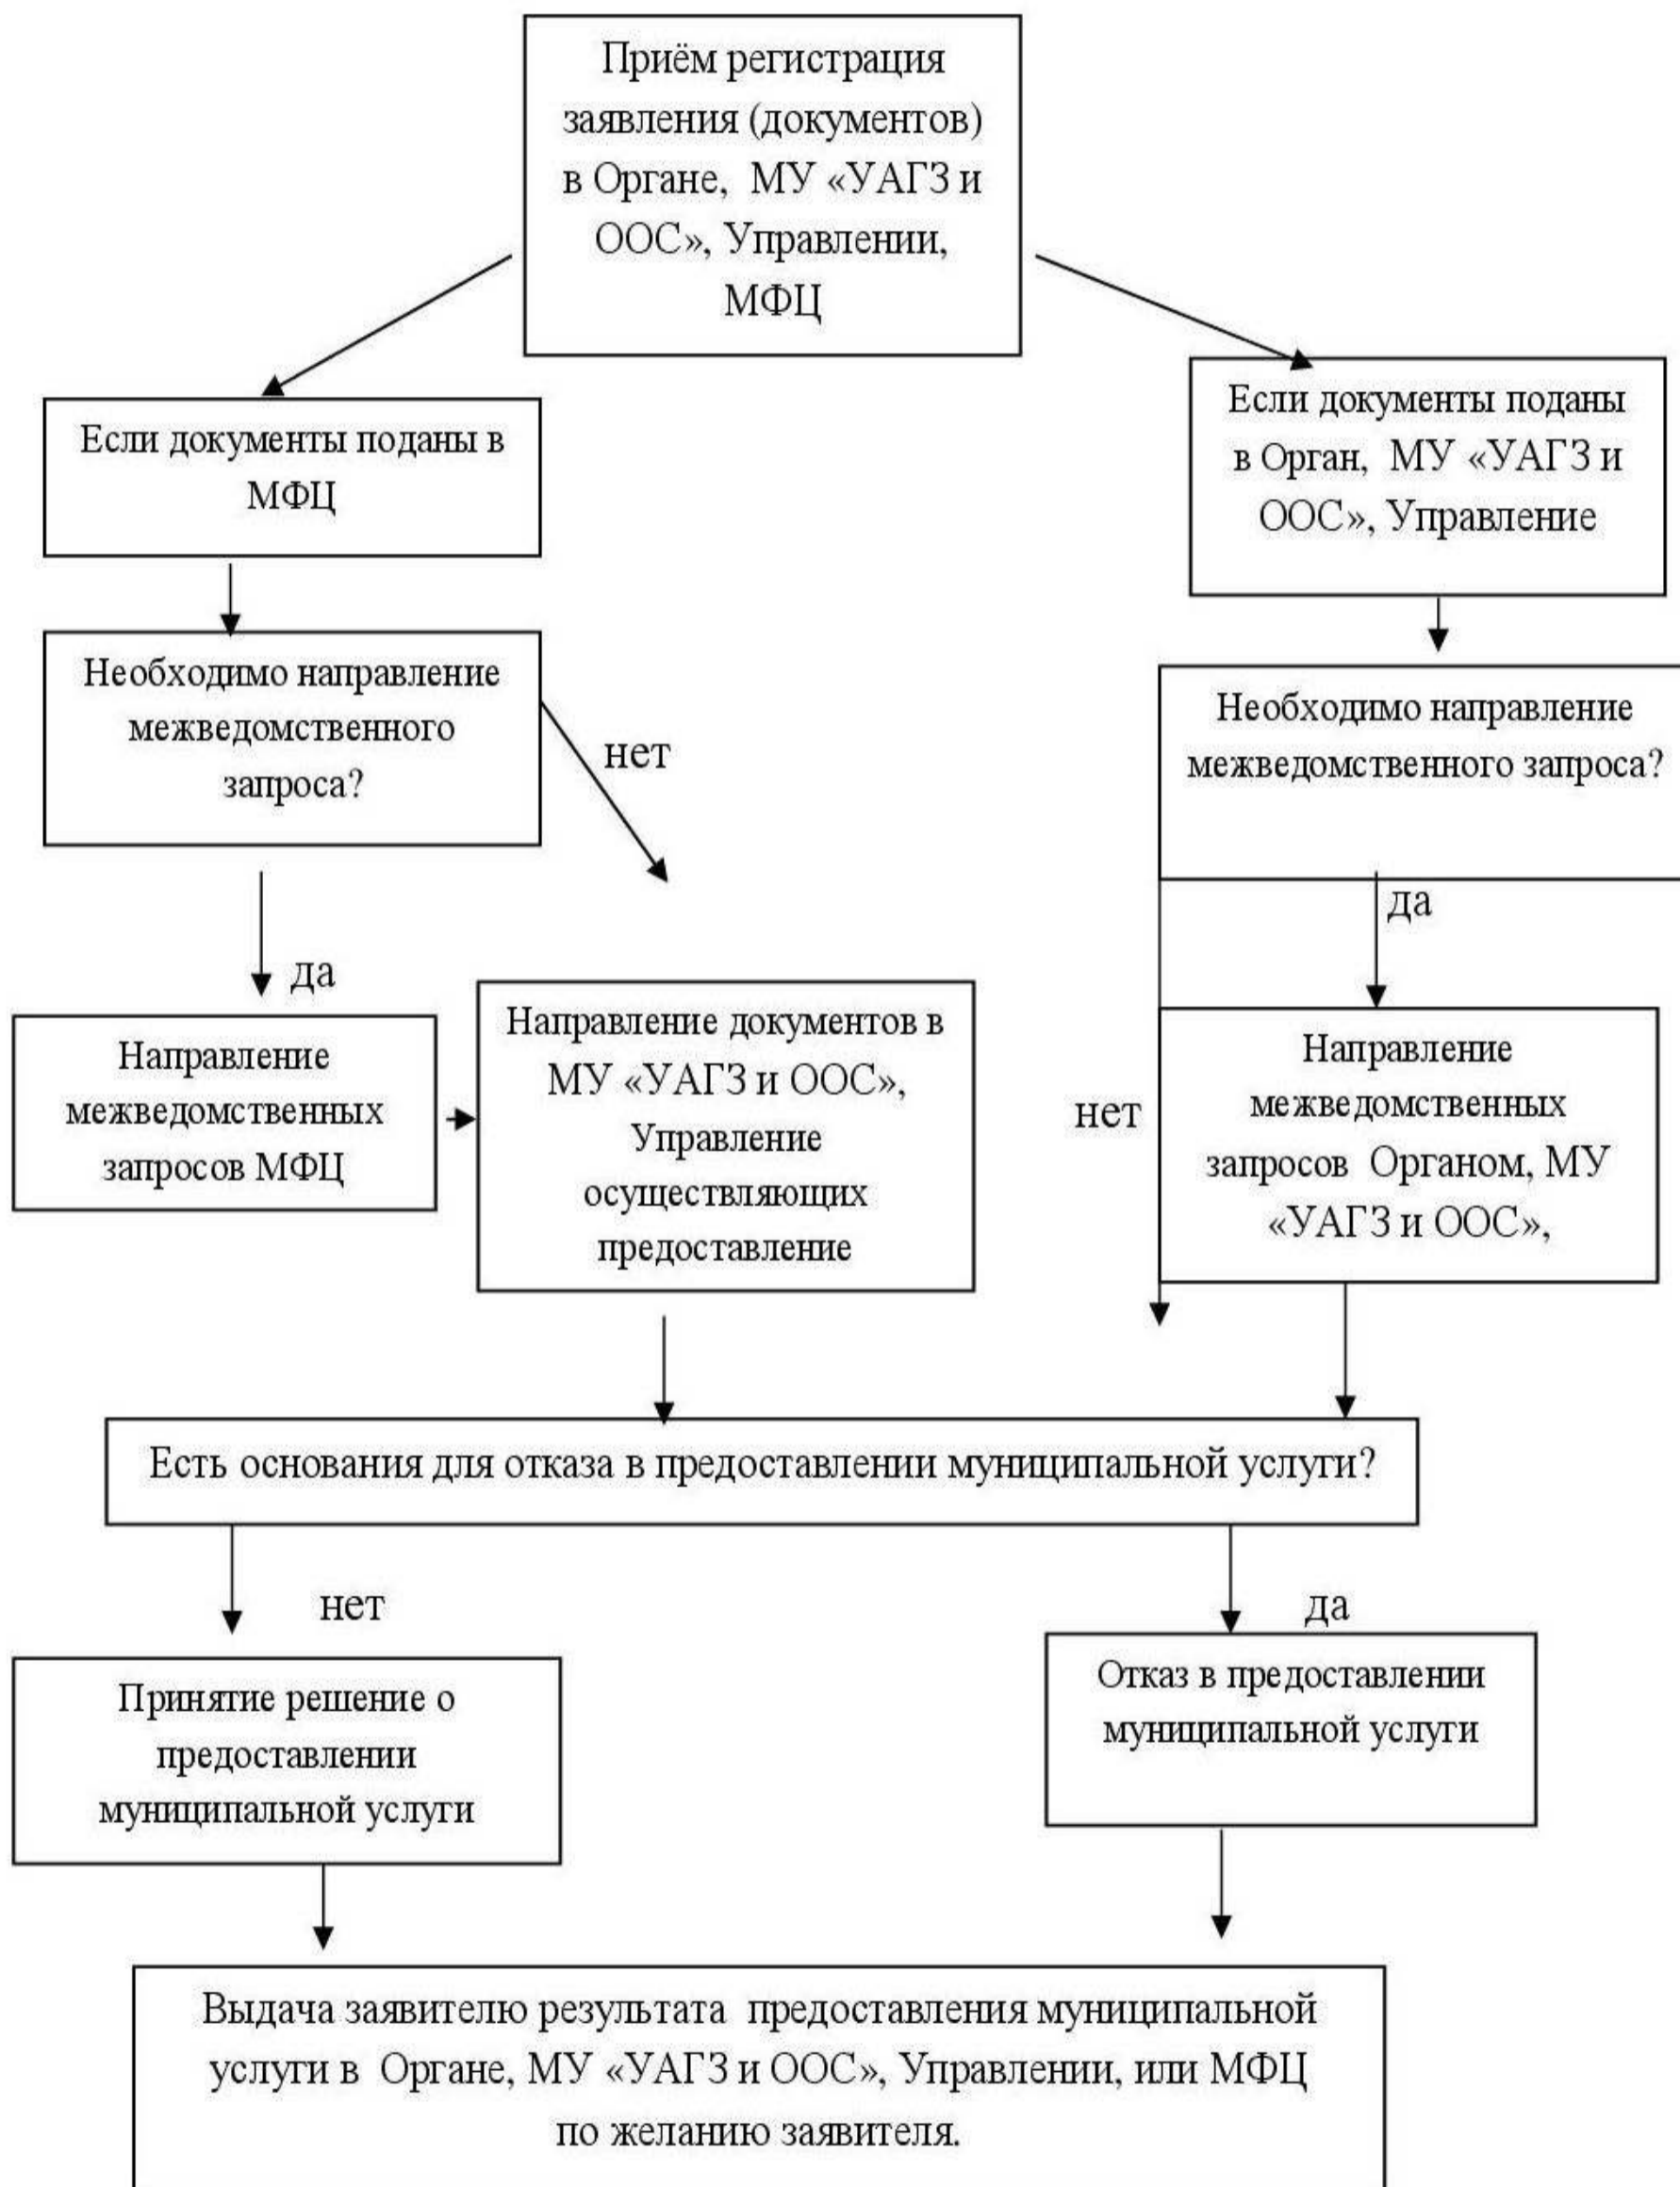 Приём регистрация
заявления (документов)
в Органе, МУ «УАГЗ и
ООС», Управлении,
МФЦ
Если документы поданы в
МФЦ
Если документы поданы
в Орган, МУ «УАГЗ и
ООС», Управление
Необходимо направление
межведомственного
запроса?
нет
Необходимо направление
межведомственного запроса?
да
да
Направление
межведомственных
запросов МФЦ
Направление документов в
МУ «УАГЗ и ООС»,
Управление
осуществляющих
предоставление
нет
Направление
межведомственных
запросов Органом, МУ
«УАГЗ и ООС»,
Есть основания для отказа в предоставлении муниципальной услуги?
нет
да
Принятие решение о
предоставлении
муниципальной услуги
Отказ в предоставлении
муниципальной услуги
Выдача заявителю результата предоставления муниципальной
услуги в Органе, МУ «УАГЗ и ООС», Управлении, или МФЦ
по желанию заявителя.